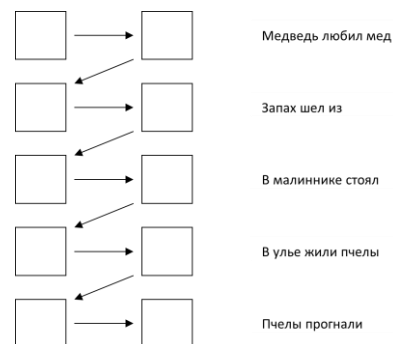 Медведь любил мед
Запах шел из
В малиннике стоял
В улье жили пчелы
Пчелы прогнали